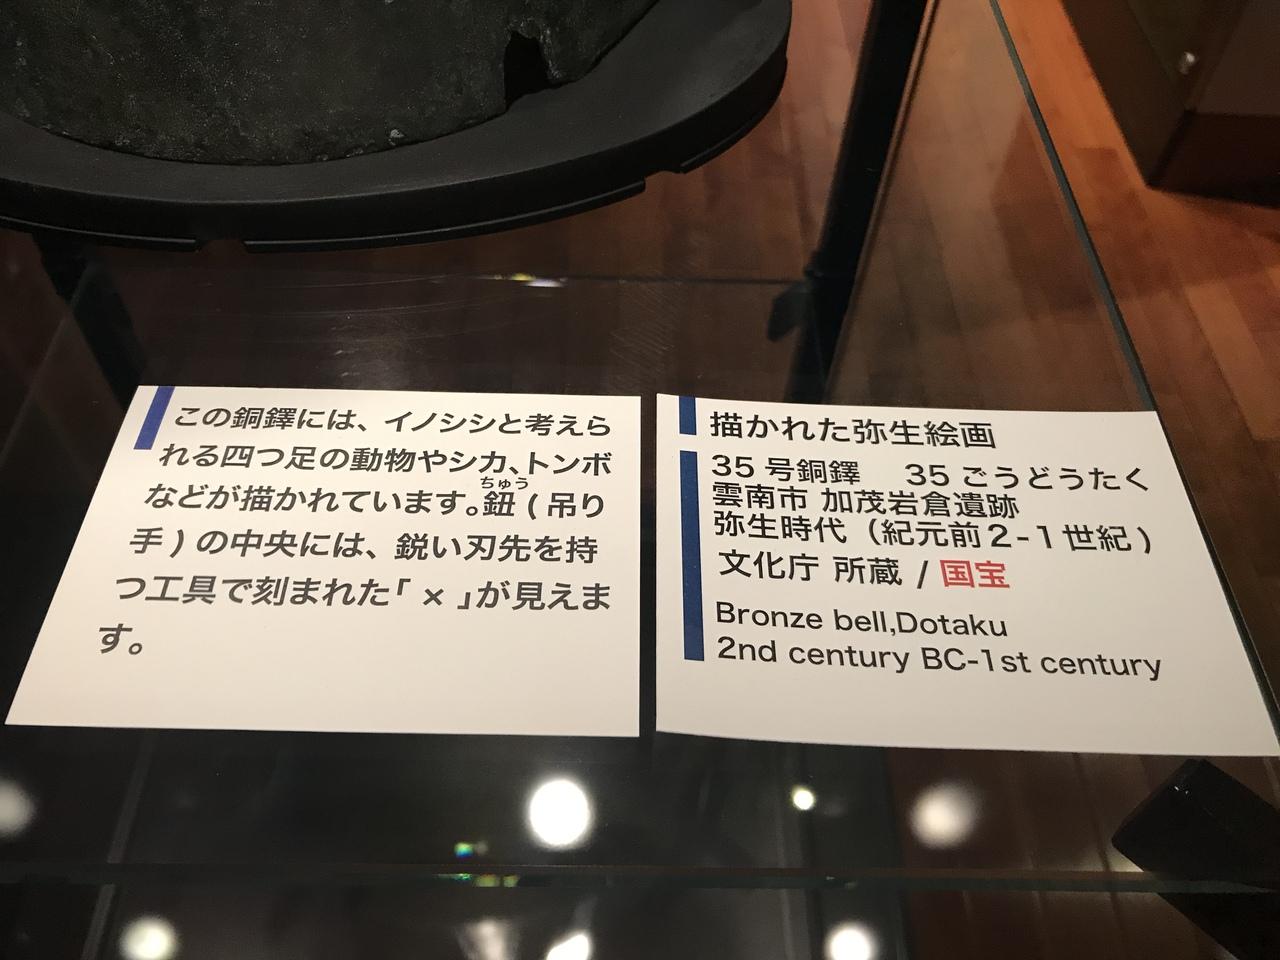 この銅鐸には、イノシシと考えら
れる四つ足の動物やシカ、トンボ
などが描かれています。鈕(吊り
ちゅう
手)の中央には、鋭い刃先を持
つ工具で刻まれた「×」が見えま
す。
描かれた弥生絵画
35号銅鐸 35ごうどうたく
雲南市 加茂岩倉遺跡
弥生時代（紀元前2-1世紀)
文化庁 所蔵 / 国宝
Bronze bell,Dotaku
2nd century BC-1st century